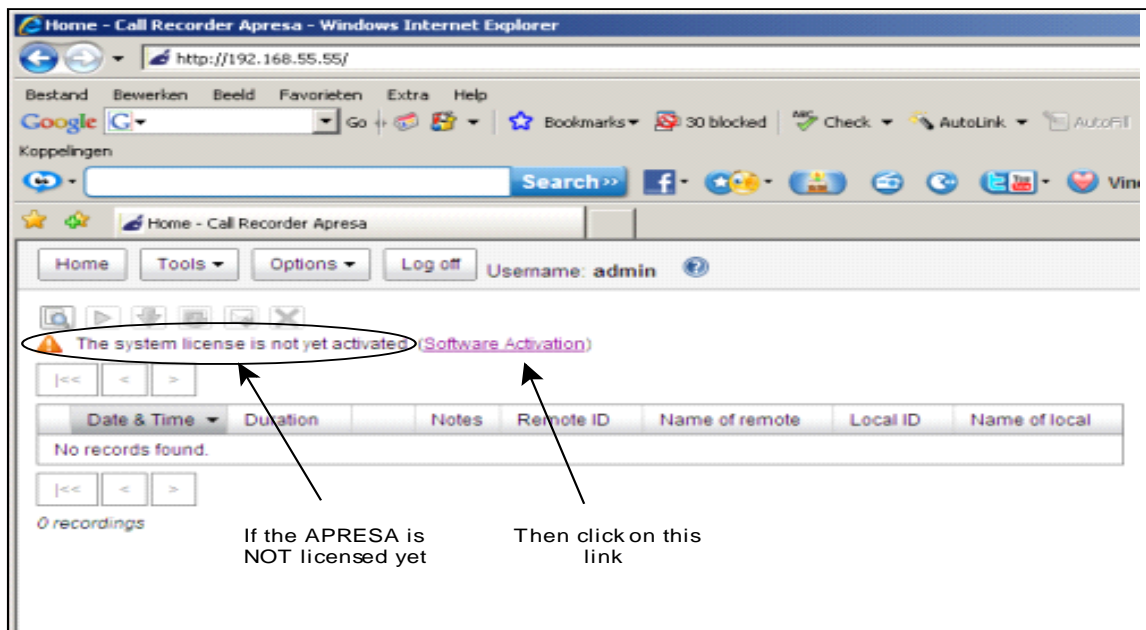 Home - Call Recorder Apresa - Windows Internet Explorer
http://192.168.55.55/
Bestand Bewerken Beeld Favorieten Extra Help
Google G Go Bookmarks 30 blocked ABC Check AutoLink AutoFill
Koppelingen
Search >> f You Tube
Home - Call Recorder Apresa
Home Tools Options Log off Username: admin ?
The system license is not yet activated (Software Activation)
|<< < >
Date & Time Duration Notes Remote ID Name of remote Local ID Name of local
No records found.
|<< < >
0 recordings
If the APRESA is Then click on this
NOT licensed yet link